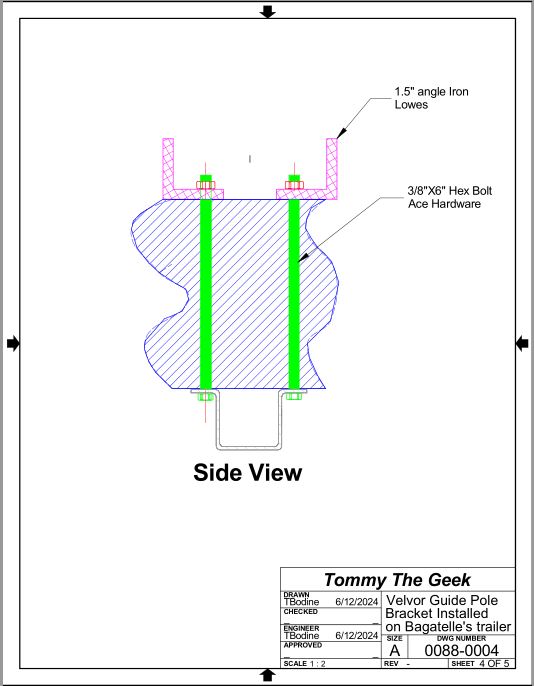 1.5" angle Iron
Lowes
3/8"X6" Hex Bolt
Ace Hardware
Side View
Tommy The Geek
DRAWN
TBodine 6/12/2024
CHECKED
ENGINEER
TBodine 6/12/2024
APPROVED
Velvor Guide Pole
Bracket Installed
on Bagatelle's trailer
SIZE
A
DWG NUMBER
0088-0004
SCALE 1 : 2
REV -
SHEET 4 OF 5